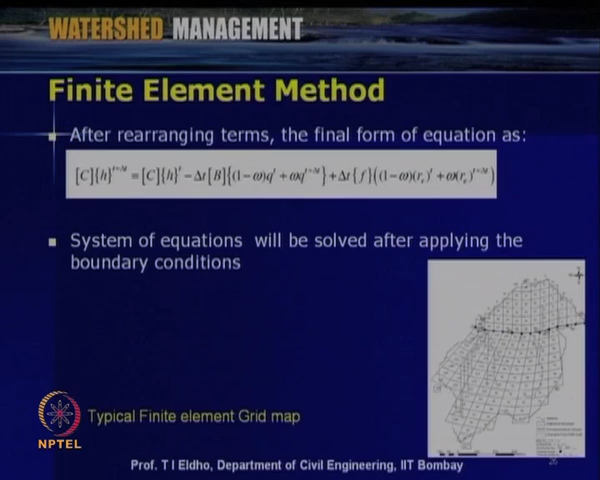 WATERSHED MANAGEMENT
Finite Element Method
After rearranging terms, the final form of equation as:
[C]{h}^{t+Δt} = [C]{h}^{t} − Δt[B]{(1−ω)q^{t} + ωq^{t+Δt}} + Δt{f}((1−ω)(r_e)^{t} + ω(r_e)^{t+Δt})
System of equations will be solved after applying the
boundary conditions
Typical Finite element Grid map
NPTEL
Prof. T I Eldho, Department of Civil Engineering, IIT Bombay
26